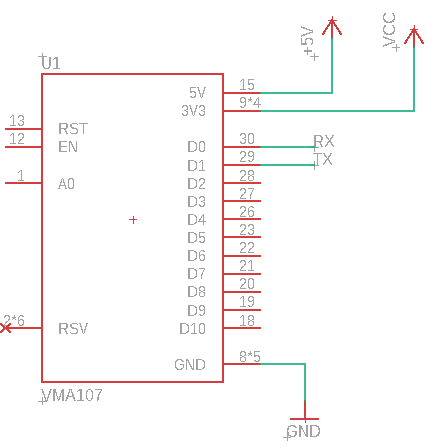 U1
+5V
VCC
5V 15
3V3 9*4
13 RST
12 EN
D0 30 RX
D1 29 TX
1 A0
D2 28
D3 27
D4 26
D5 23
D6 22
D7 21
D8 20
D9 19
2*6 RSV
D10 18
GND 8*5
VMA107
GND